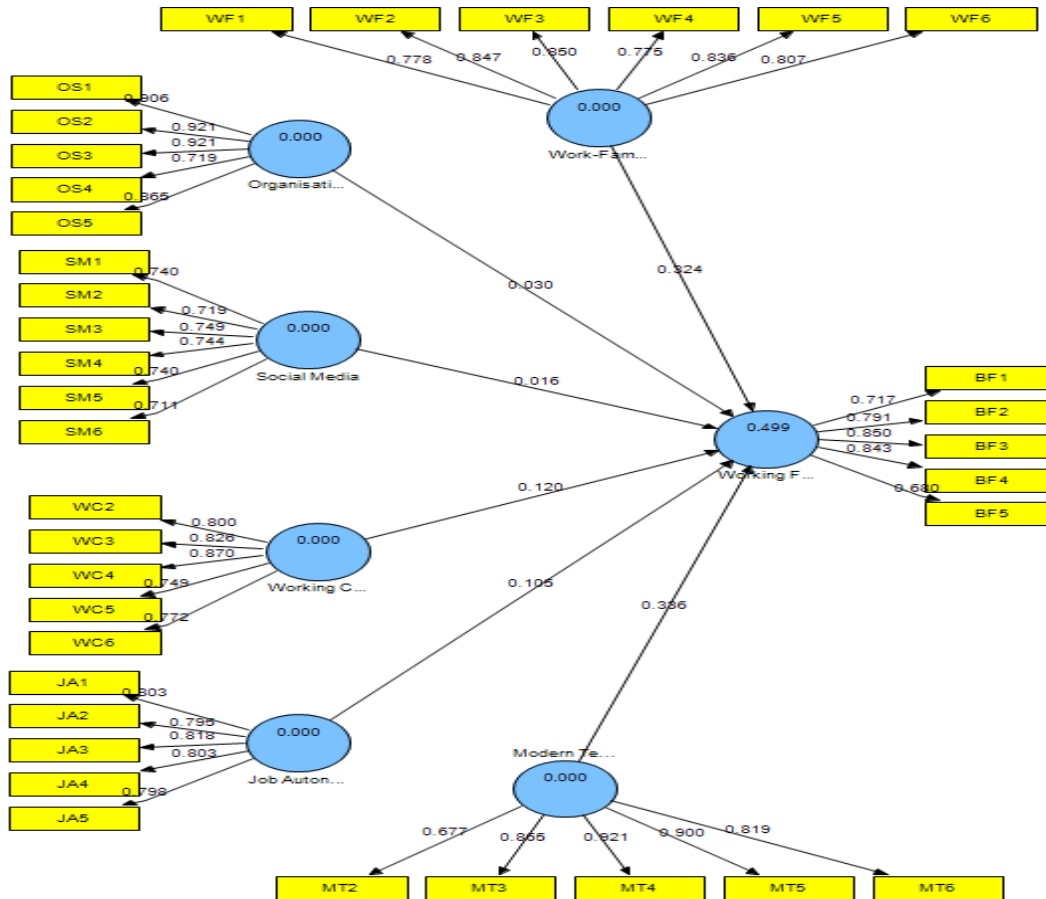 WF1 WF2 WF3 WF4 WF5 WF6
0.778 0.847 0.850 0.775 0.836 0.807
0.000
Work-Fam...
OS1
OS2
OS3
OS4
OS5
0.906
0.921
0.921
0.719
0.865
0.000
Organisati...
0.324
0.030
SM1
SM2
SM3
SM4
SM5
SM6
0.740
0.719
0.749
0.744
0.740
0.711
0.000
Social Media
0.016
BF1
BF2
BF3
BF4
BF5
0.717
0.791
0.850
0.843
0.680
0.499
Working F...
WC2
WC3
WC4
WC5
WC6
0.800
0.826
0.870
0.749
0.772
0.000
Working C...
0.120
0.105
0.336
JA1
JA2
JA3
JA4
JA5
0.803
0.795
0.818
0.803
0.798
0.000
Job Auton...
Modern Te...
0.000
0.677 0.865 0.921 0.900 0.819
MT2 MT3 MT4 MT5 MT6